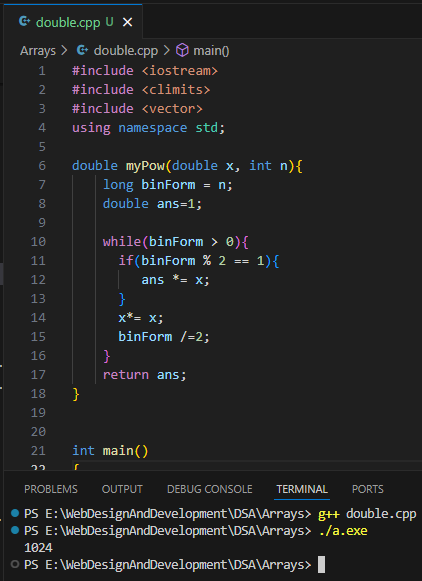 double.cpp U
Arrays > double.cpp > main()
1 #include <iostream>
2 #include <climits>
3 #include <vector>
4 using namespace std;
5
6 double myPow(double x, int n){
7     long binForm = n;
8     double ans=1;
9
10     while(binForm > 0){
11       if(binForm % 2 == 1){
12          ans *= x;
13       }
14       x*= x;
15       binForm /=2;
16     }
17     return ans;
18 }
19
20
21 int main()
22 {
PROBLEMS OUTPUT DEBUG CONSOLE TERMINAL PORTS
PS E:\WebDesignAndDevelopment\DSA\Arrays> g++ double.cpp
PS E:\WebDesignAndDevelopment\DSA\Arrays> ./a.exe
1024
PS E:\WebDesignAndDevelopment\DSA\Arrays>